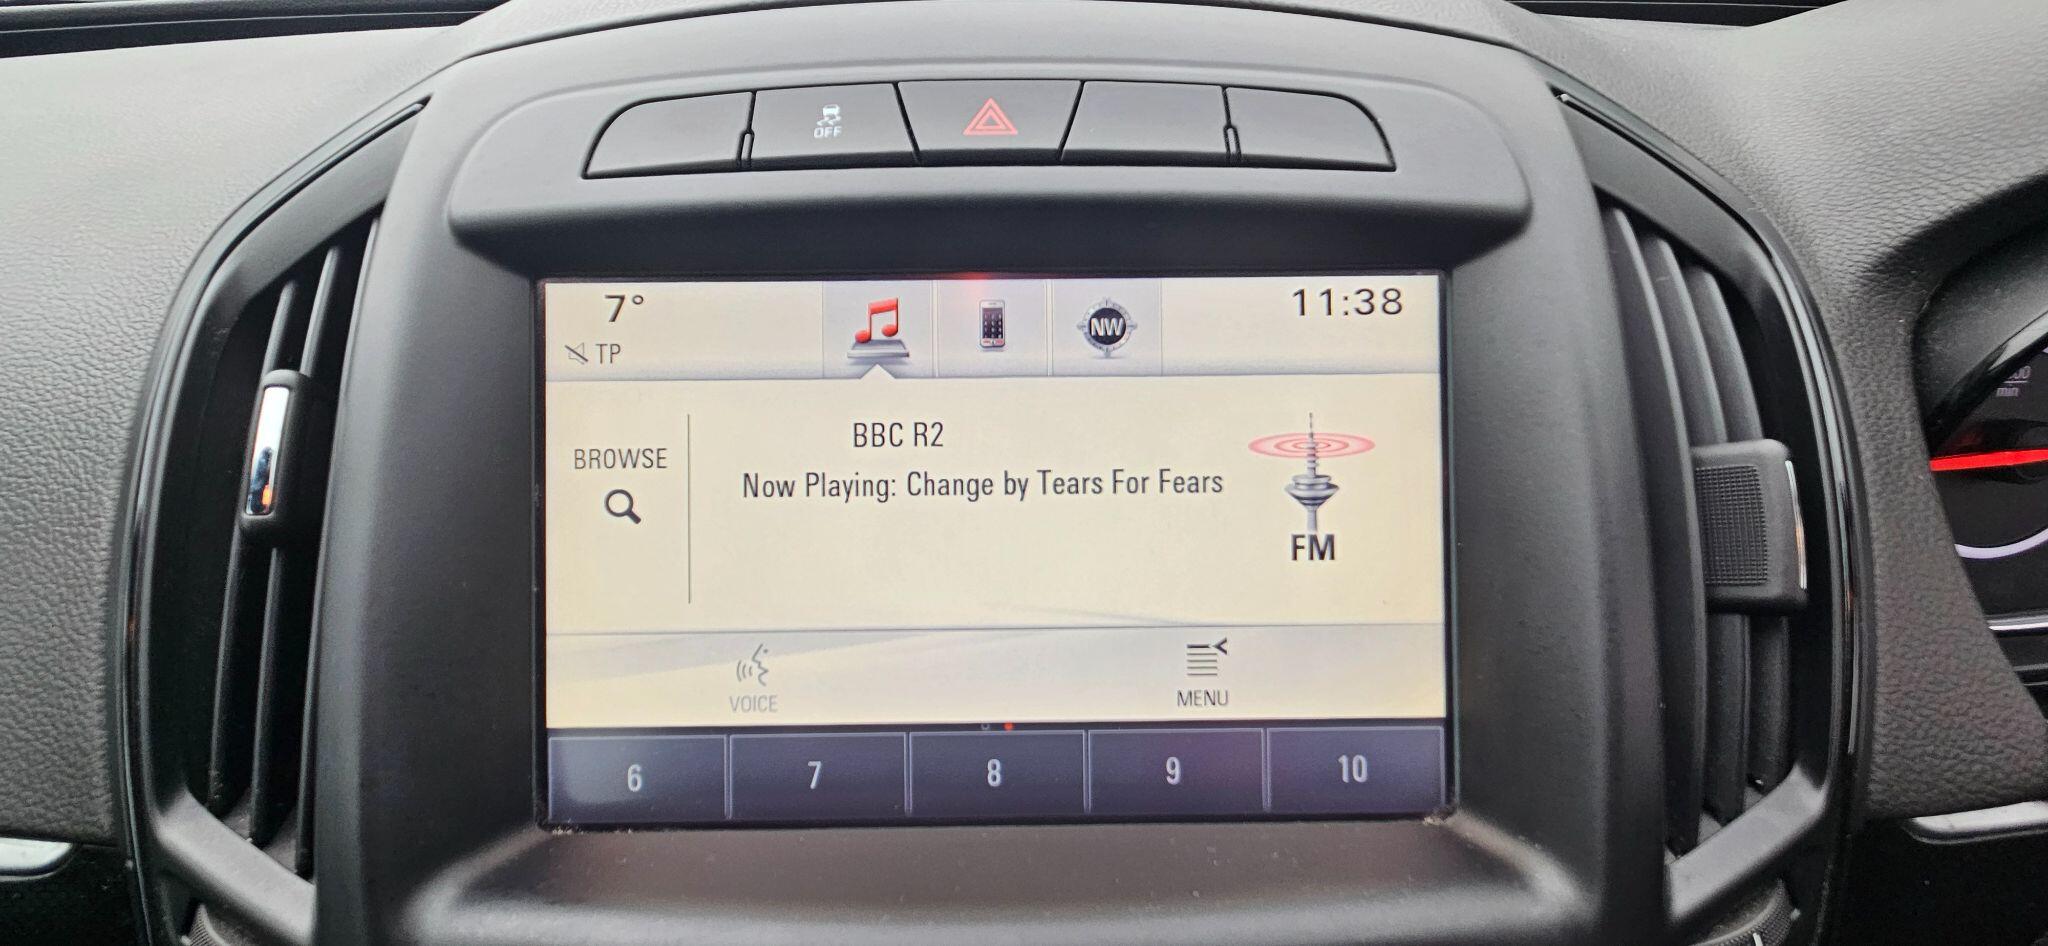 OFF
7°
NW
11:38
TP
BROWSE
BBC R2
Now Playing: Change by Tears For Fears
FM
VOICE
MENU
6
7
8
9
10
min